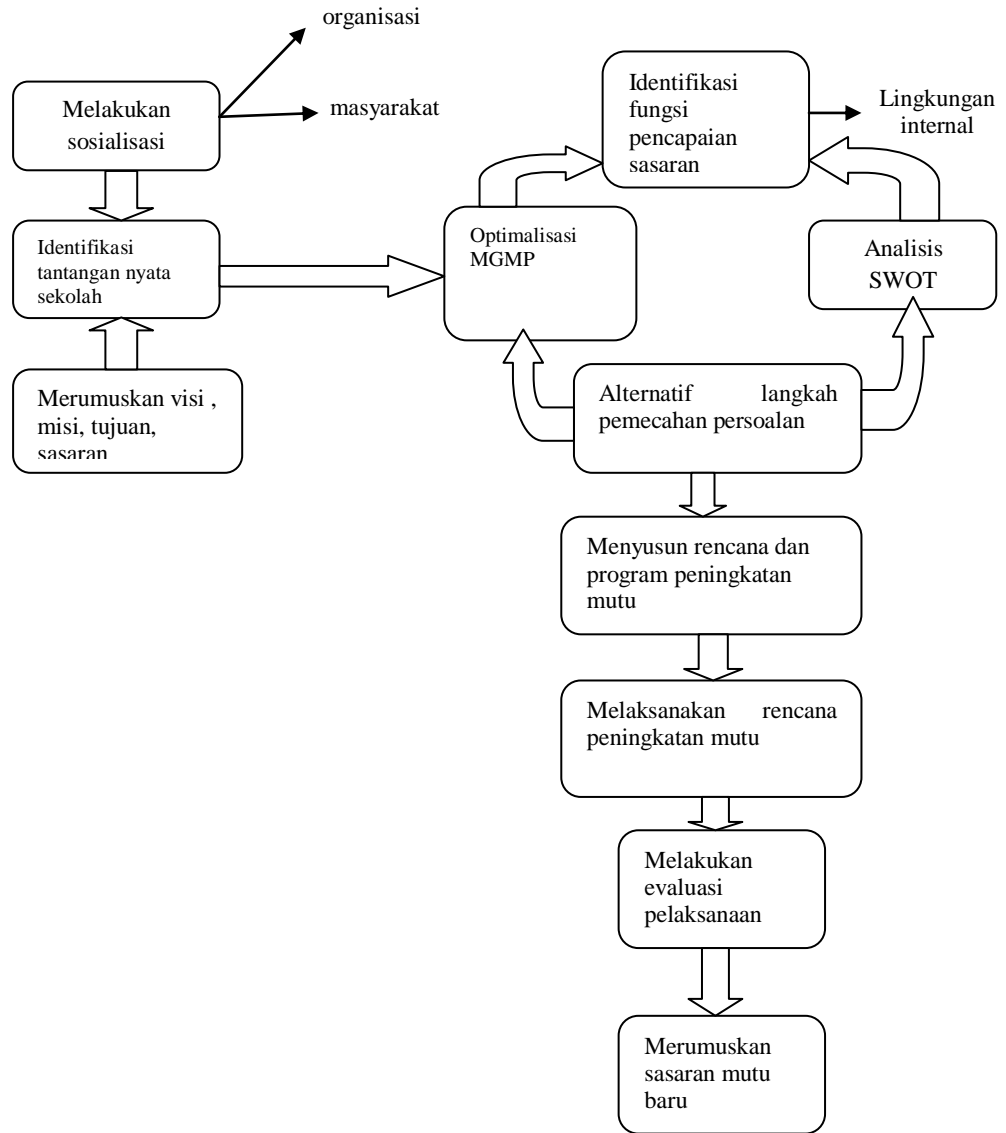 organisasi
Melakukan
sosialisasi
masyarakat
Identifikasi
fungsi
pencapaian
sasaran
Lingkungan
internal
Identifikasi
tantangan nyata
sekolah
Optimalisasi
MGMP
Analisis
SWOT
Merumuskan visi ,
misi, tujuan,
sasaran
Alternatif langkah
pemecahan persoalan
Menyusun rencana dan
program peningkatan
mutu
Melaksanakan rencana
peningkatan mutu
Melakukan
evaluasi
pelaksanaan
Merumuskan
sasaran mutu
baru